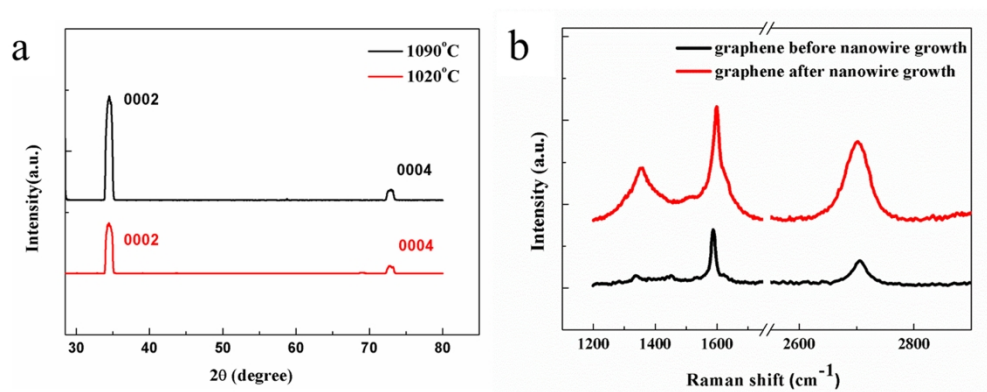 a
1090°C
1020°C
0002
0004
0002
0004
Intensity(a.u.)
30 40 50 60 70 80
2θ (degree)
b
graphene before nanowire growth
graphene after nanowire growth
Intensity (a.u.)
1200 1400 1600 2600 2800
Raman shift (cm⁻¹)